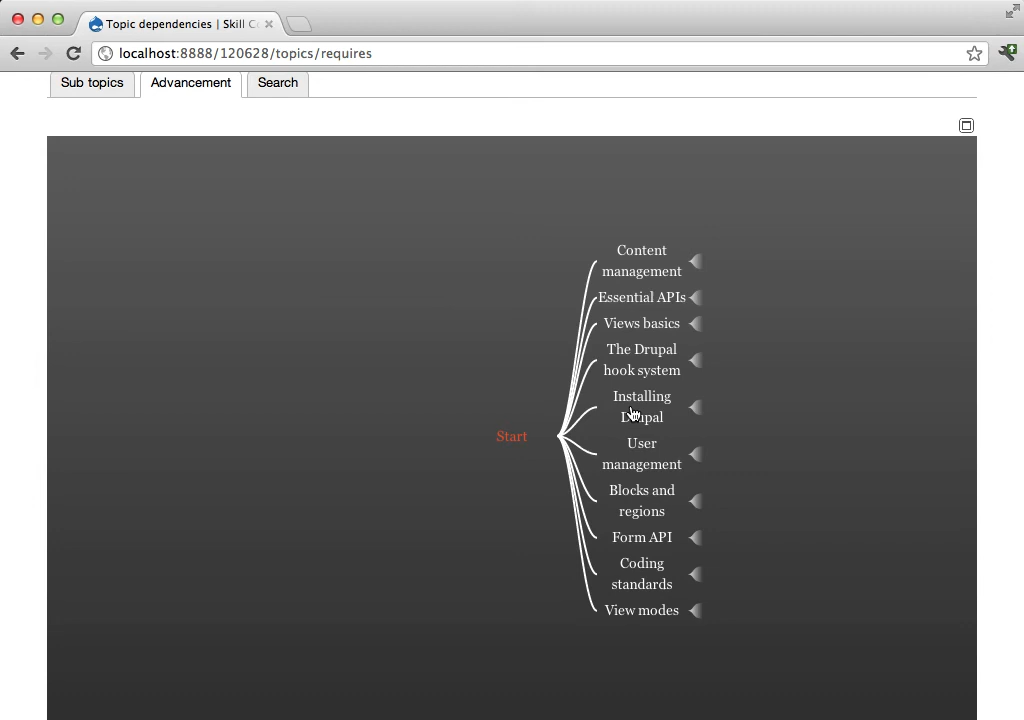 Topic dependencies | Skill C
localhost:8888/120628/topics/requires
Sub topics
Advancement
Search
Content
management
Essential APIs
Views basics
The Drupal
hook system
Installing
Drupal
Start
User
management
Blocks and
regions
Form API
Coding
standards
View modes